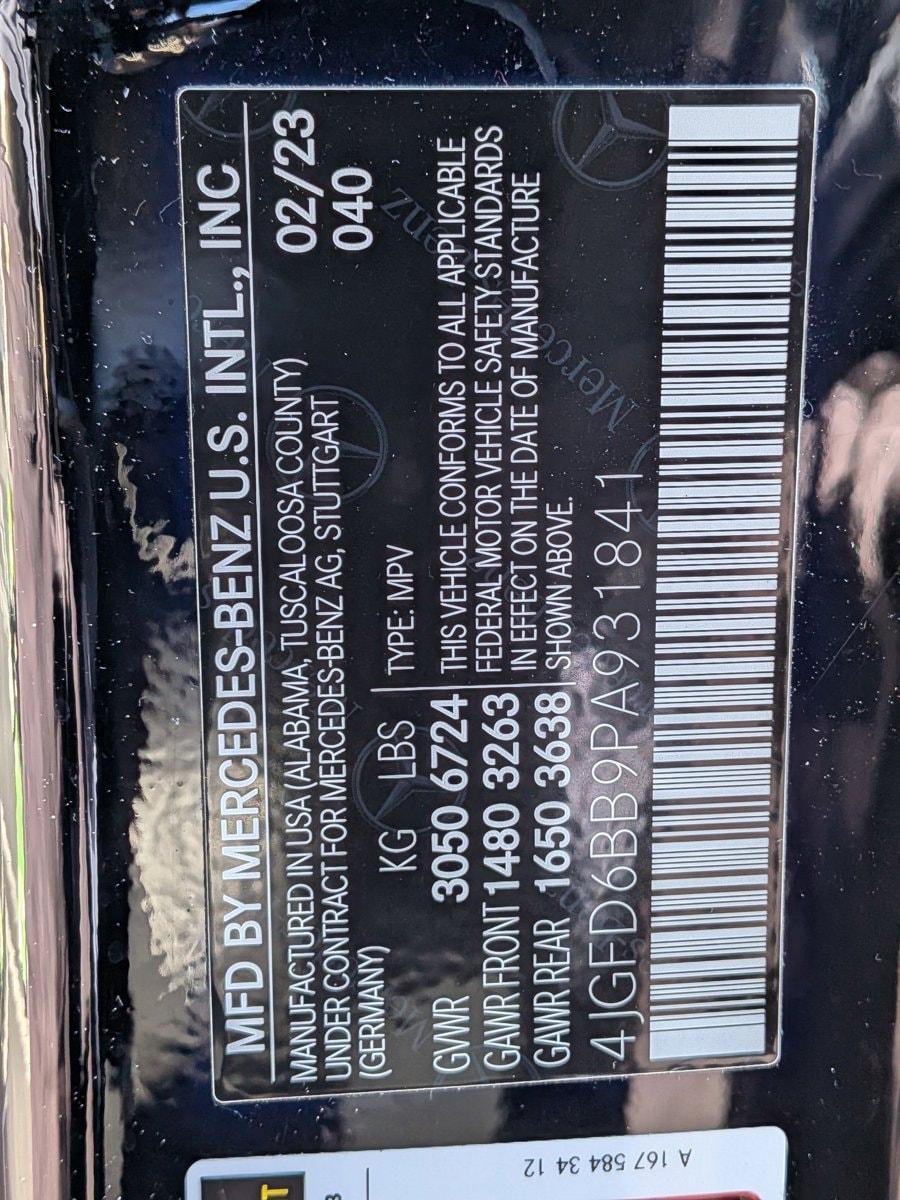 MFD BY MERCEDES-BENZ U.S. INTL., INC
MANUFACTURED IN USA (ALABAMA, TUSCALOOSA COUNTY)
UNDER CONTRACT FOR MERCEDES-BENZ AG, STUTTGART
(GERMANY)
02/23
040
KG LBS
GVWR 3050 6724
GAWR FRONT 1480 3263
GAWR REAR 1650 3638
TYPE: MPV
THIS VEHICLE CONFORMS TO ALL APPLICABLE
FEDERAL MOTOR VEHICLE SAFETY STANDARDS
IN EFFECT ON THE DATE OF MANUFACTURE
SHOWN ABOVE.
4JGFD6BB9PA931841
A 167 584 34 12